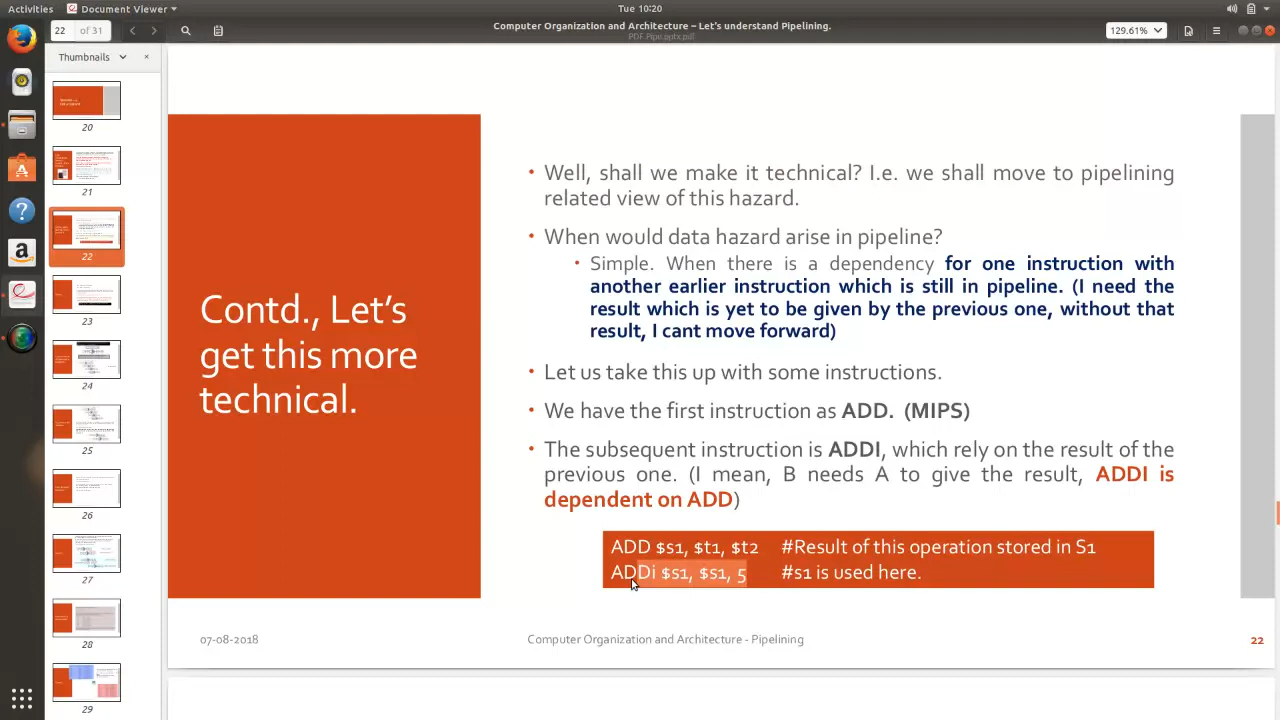 Activities
Document Viewer
Tue 10:20
22
of 31
Computer Organization and Architecture – Let's understand Pipelining.
PDF Pipu.pptx.pdf
129.61%
Thumbnails
20
21
22
23
24
25
26
27
28
29
Contd., Let's
get this more
technical.
• Well, shall we make it technical? I.e. we shall move to pipelining
related view of this hazard.
• When would data hazard arise in pipeline?
• Simple. When there is a dependency for one instruction with
another earlier instruction which is still in pipeline. (I need the
result which is yet to be given by the previous one, without that
result, I cant move forward)
• Let us take this up with some instructions.
• We have the first instruction as ADD. (MIPS)
• The subsequent instruction is ADDI, which rely on the result of the
previous one. (I mean, B needs A to give the result, ADDI is
dependent on ADD)
ADD $s1, $t1, $t2 #Result of this operation stored in S1
ADDi $s1, $s1, 5 #s1 is used here.
07-08-2018
Computer Organization and Architecture - Pipelining
22